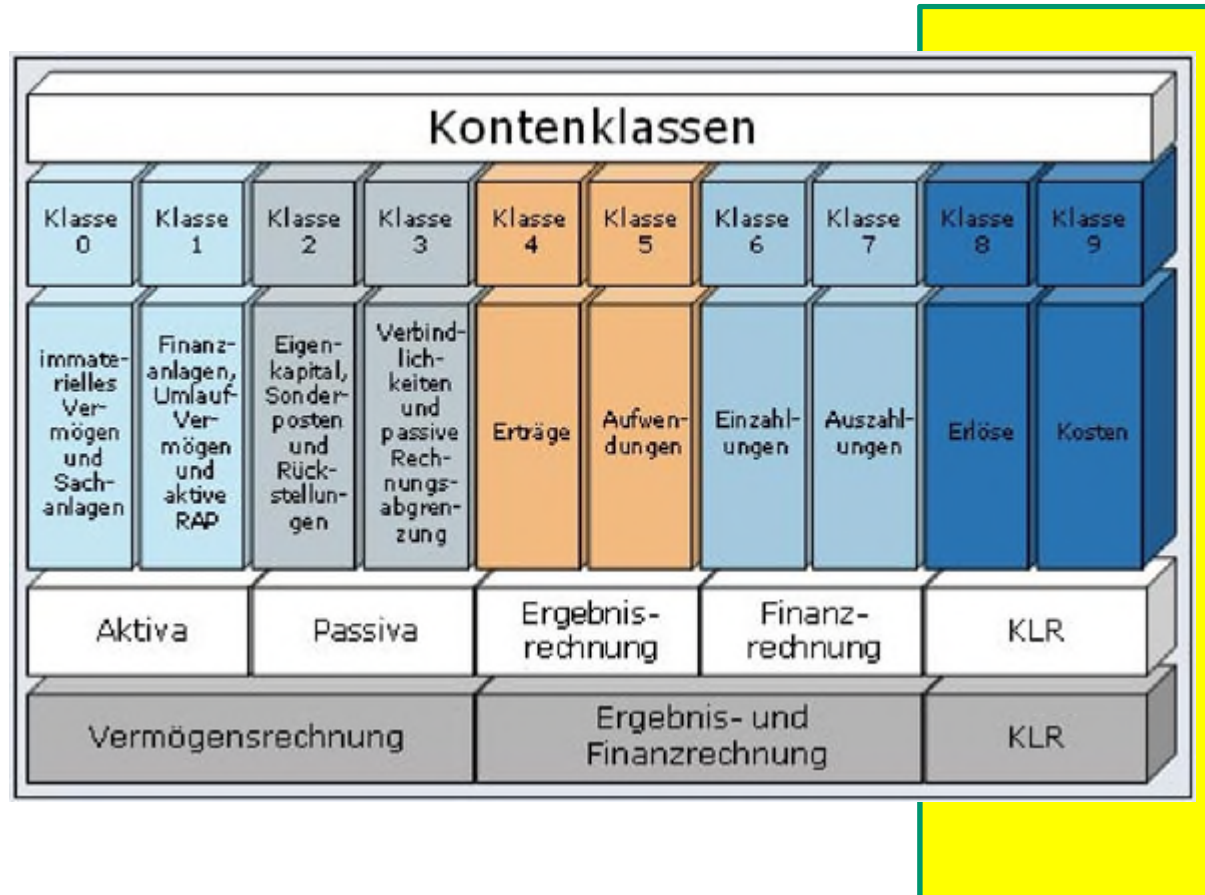 Kontenklassen
Klasse
0
Klasse
1
Klasse
2
Klasse
3
Klasse
4
Klasse
5
Klasse
6
Klasse
7
Klasse
8
Klasse
9
immate-
rielles
Ver-
mögen
und
Sach-
anlagen
Finanz-
anlagen,
Umlauf-
Ver-
mögen
und
aktive
RAP
Eigen-
kapital,
Sonder-
posten
und
Rück-
stellun-
gen
Verbind-
lich-
keiten
und
passive
Rech-
nungs-
abgren-
zung
Erträge
Aufwen-
dungen
Einzahl-
ungen
Auszahl-
ungen
Erlöse
Kosten
Aktiva
Passiva
Ergebnis-
rechnung
Finanz-
rechnung
KLR
Vermögensrechnung
Ergebnis- und
Finanzrechnung
KLR